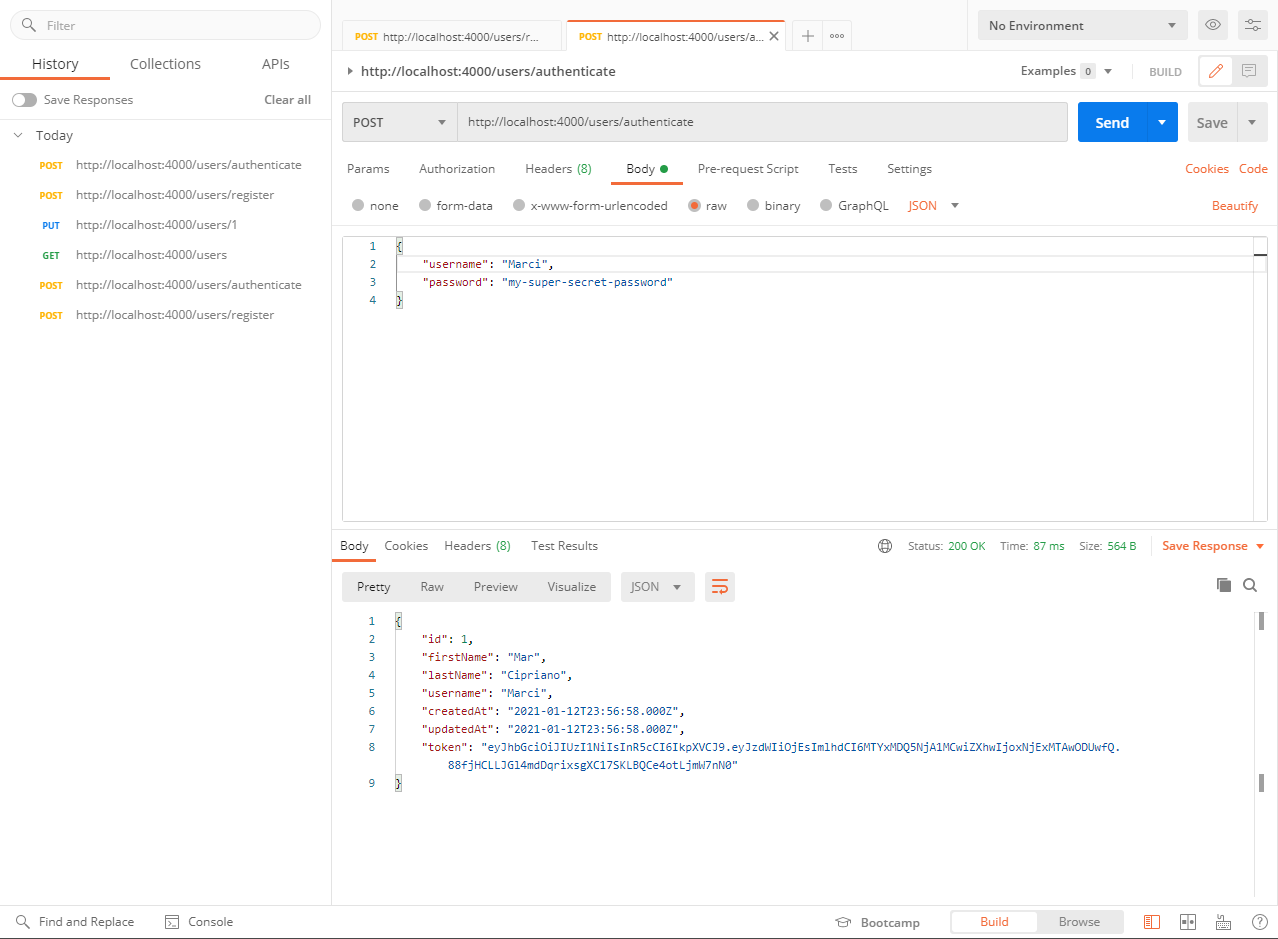 Filter
History Collections APIs
Save Responses Clear all
Today
POST http://localhost:4000/users/authenticate
POST http://localhost:4000/users/register
PUT http://localhost:4000/users/1
GET http://localhost:4000/users
POST http://localhost:4000/users/authenticate
POST http://localhost:4000/users/register
POST http://localhost:4000/users/r... POST http://localhost:4000/users/a... No Environment
http://localhost:4000/users/authenticate Examples 0 BUILD
POST http://localhost:4000/users/authenticate Send Save
Params Authorization Headers (8) Body Pre-request Script Tests Settings Cookies Code
none form-data x-www-form-urlencoded raw binary GraphQL JSON Beautify
1 {
2 "username": "Marci",
3 "password": "my-super-secret-password"
4 }
Body Cookies Headers (8) Test Results Status: 200 OK Time: 87 ms Size: 564 B Save Response
Pretty Raw Preview Visualize JSON
1 {
2 "id": 1,
3 "firstName": "Mar",
4 "lastName": "Cipriano",
5 "username": "Marci",
6 "createdAt": "2021-01-12T23:56:58.000Z",
7 "updatedAt": "2021-01-12T23:56:58.000Z",
8 "token": "eyJhbGciOiJIUzI1NiIsInR5cCI6IkpXVCJ9.eyJzdWIiOjEsImlhdCI6MTYxMDQ5NjA1MCwiZXhwIjoxNjExMTAwODUwfQ.
88fjHCLLJGl4mdDqrixsgXC17SKLBQCe4otLjmW7nN0"
9 }
Find and Replace Console Bootcamp Build Browse